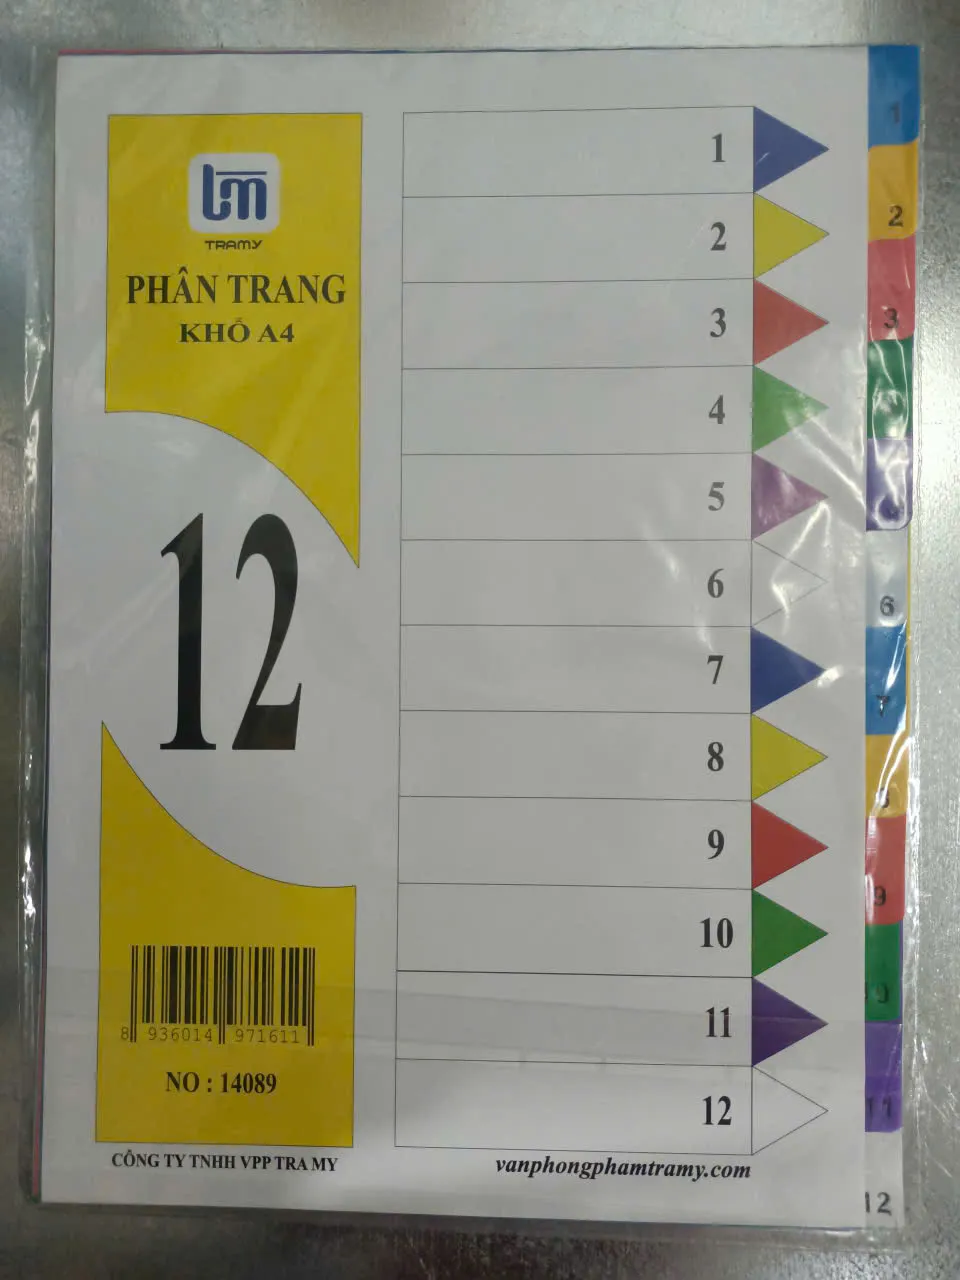 tm
TRAMY
PHÂN TRANG
KHỔ A4
12
8 936014 971611
NO : 14089
CÔNG TY TNHH VPP TRA MY
1
2
3
4
5
6
7
8
9
10
11
12
vanphongphamtramy.com
1
2
3
6
7
8
9
11
12